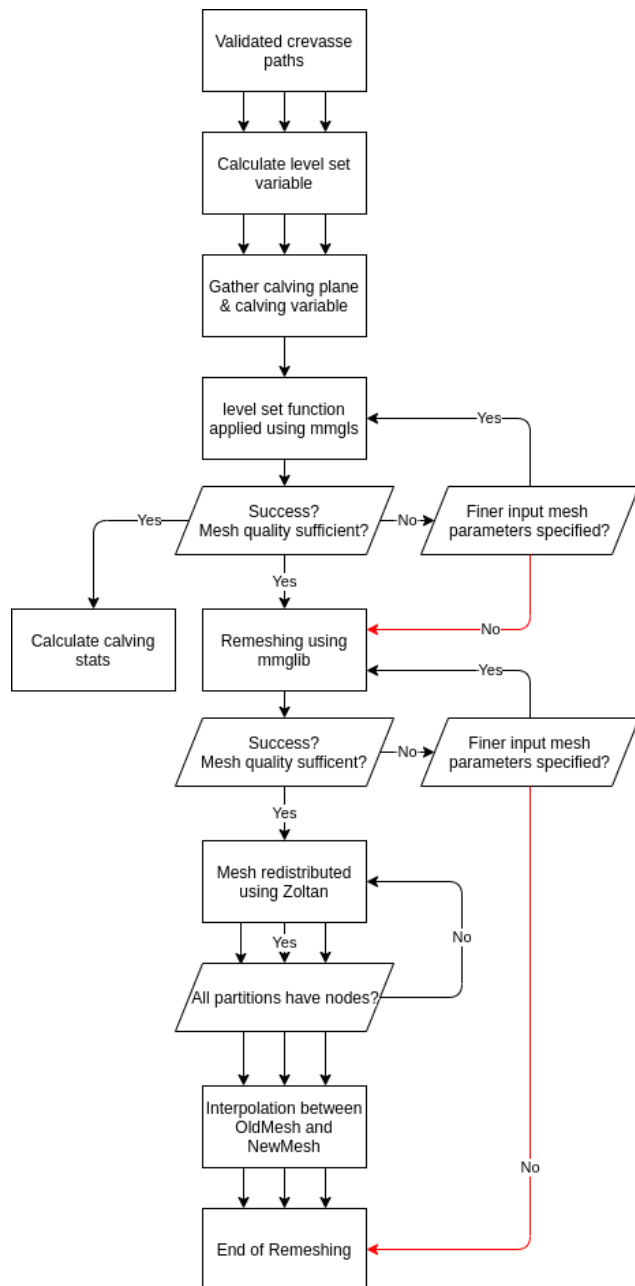 Validated crevasse
paths
Calculate level set
variable
Gather calving plane
& calving variable
level set function
applied using mmgls
Yes
Success?
Mesh quality sufficient?
Yes
No
Finer input mesh
parameters specified?
Yes
No
Calculate calving
stats
Remeshing using
mmglib
Yes
Success?
Mesh quality sufficent?
No
Finer input mesh
parameters specified?
Yes
Mesh redistributed
using Zoltan
Yes
No
All partitions have nodes?
Interpolation between
OldMesh and
NewMesh
No
End of Remeshing